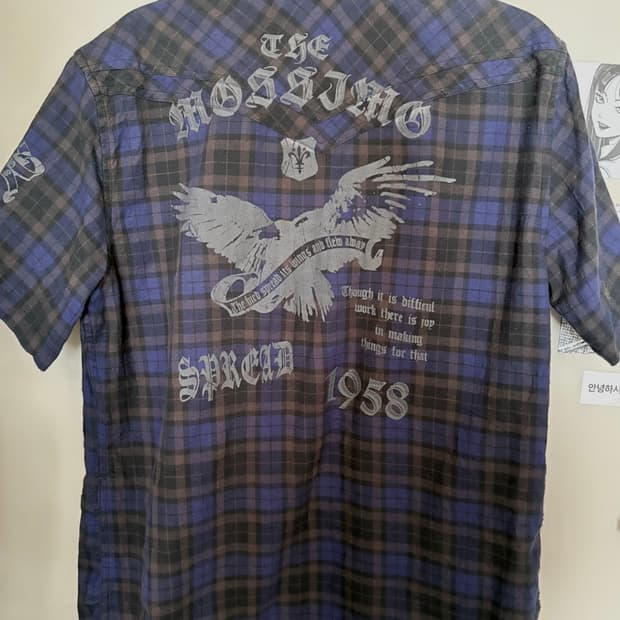 THE
MOSSIMO
The bird spread its wings and flew away
Though it is difficul
work there is joy
in making
things for that
SPREAD
1958
안녕하시